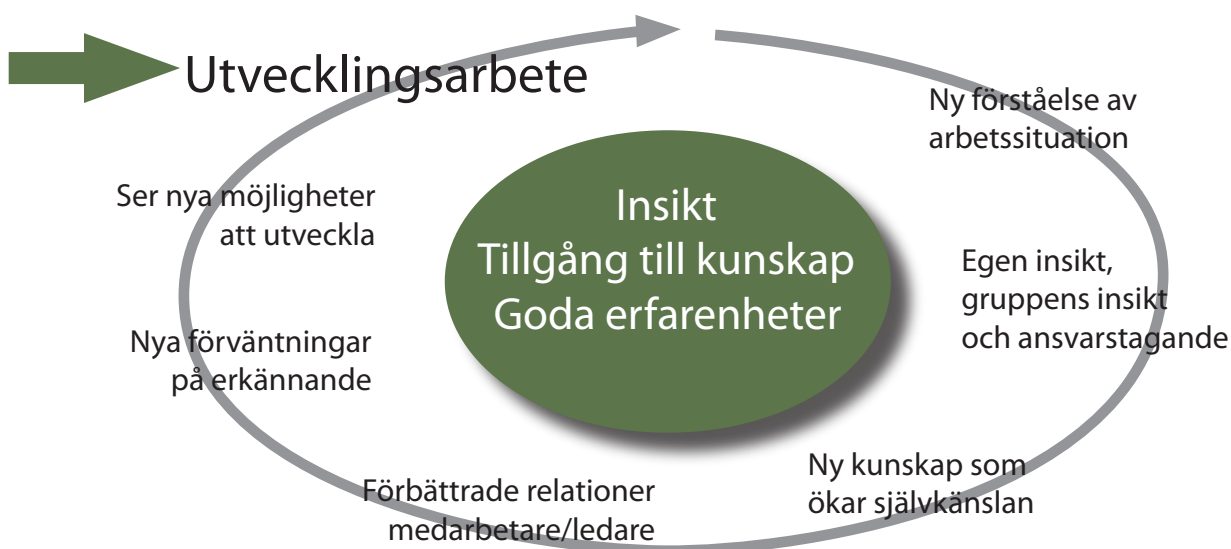 Utvecklingsarbete
Ny förståelse av
arbetssituation
Egen insikt,
gruppens insikt
och ansvarstagande
Ny kunskap som
ökar självkänslan
Förbättrade relationer
medarbetare/ledare
Nya förväntningar
på erkännande
Ser nya möjligheter
att utveckla
Insikt
Tillgång till kunskap
Goda erfarenheter